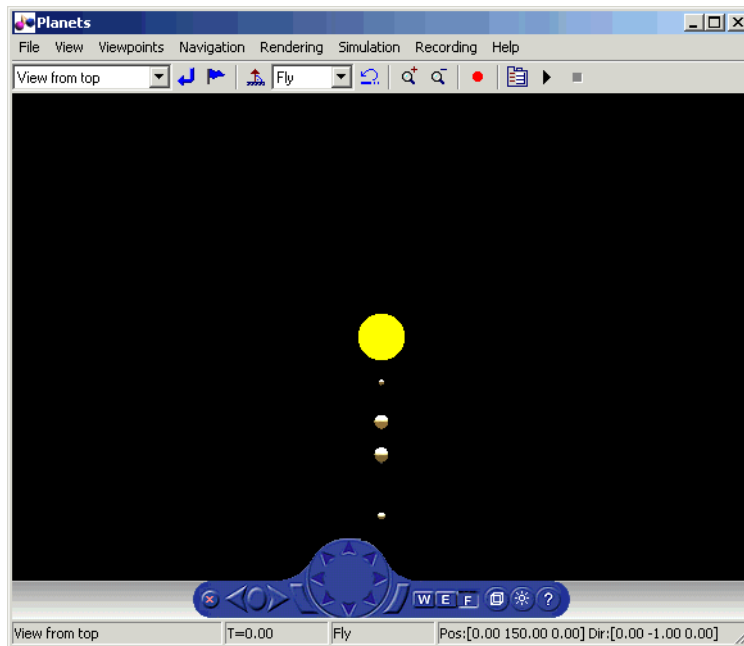 Planets
File View Viewpoints Navigation Rendering Simulation Recording Help
View from top Fly
W E F ?
View from top T=0.00 Fly Pos:[0.00 150.00 0.00] Dir:[0.00 -1.00 0.00]